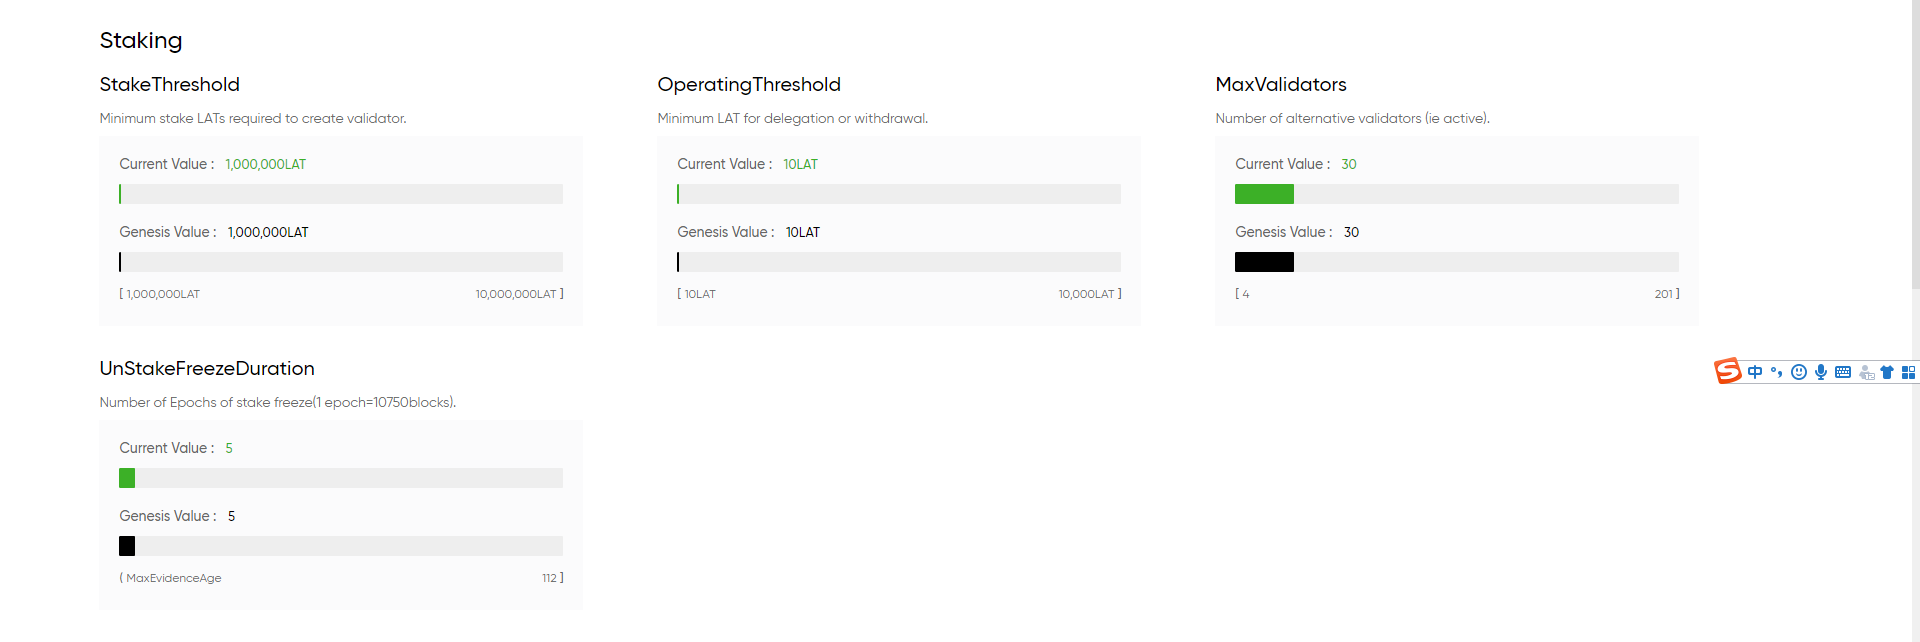 Staking
StakeThreshold
Minimum stake LATs required to create validator.
Current Value : 1,000,000LAT
Genesis Value : 1,000,000LAT
[ 1,000,000LAT 10,000,000LAT ]
OperatingThreshold
Minimum LAT for delegation or withdrawal.
Current Value : 10LAT
Genesis Value : 10LAT
[ 10LAT 10,000LAT ]
MaxValidators
Number of alternative validators (ie active).
Current Value : 30
Genesis Value : 30
[ 4 201 ]
UnStakeFreezeDuration
Number of Epochs of stake freeze(1 epoch=10750blocks).
Current Value : 5
Genesis Value : 5
( MaxEvidenceAge 112 ]
S 中 °,